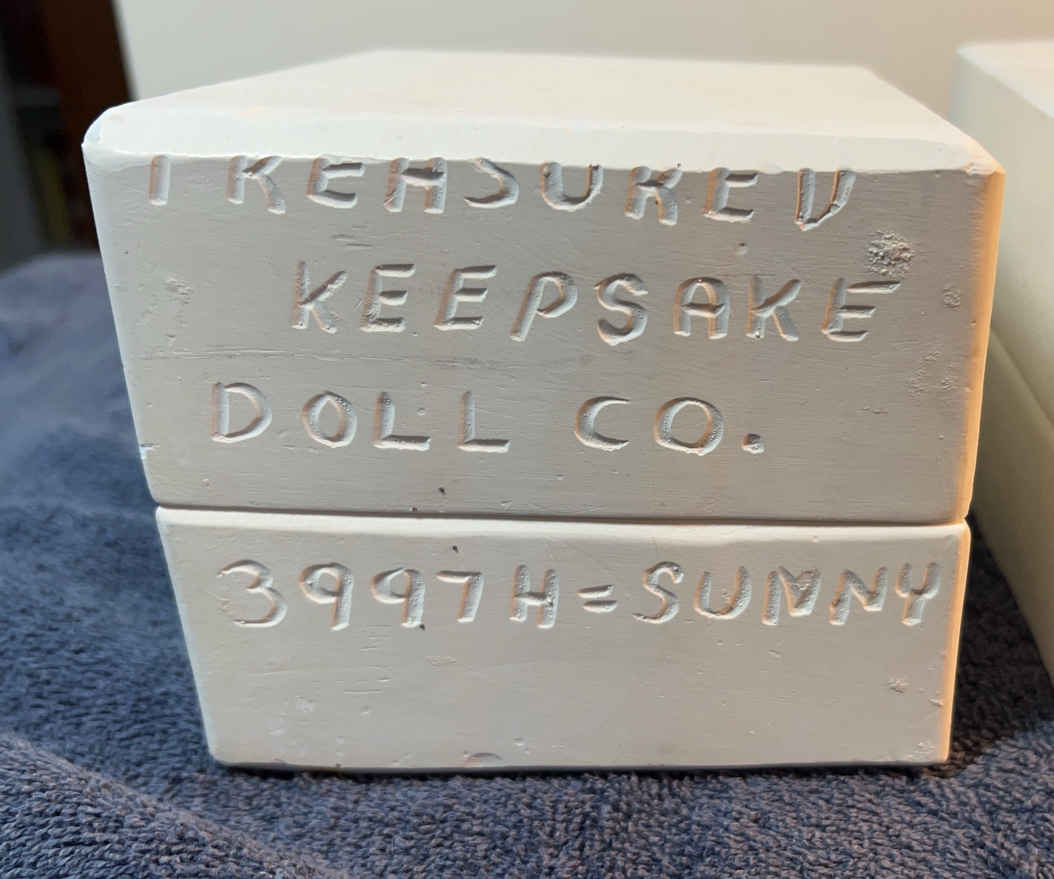 TREASURED
KEEPSAKE
DOLL CO.
3997H=SUNNY